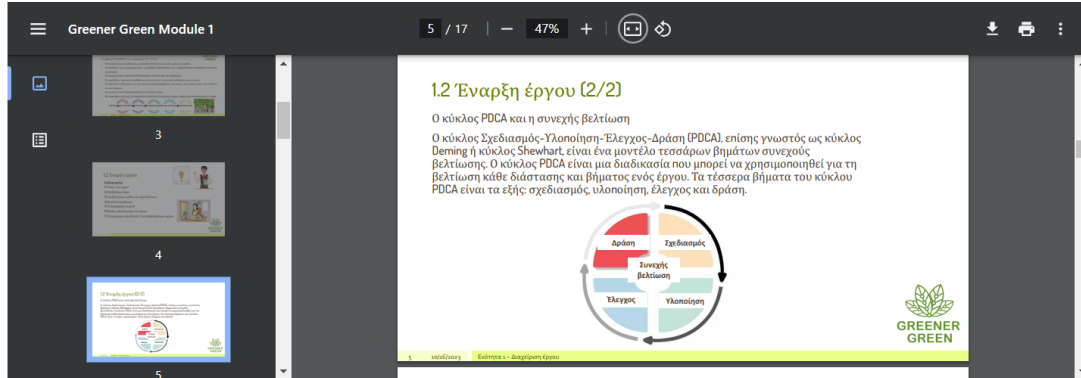 Greener Green Module 1
5 / 17
47%
3
4
5
1.2 Έναρξη έργου (2/2)
Ο κύκλος PDCA και η συνεχής βελτίωση
Ο κύκλος Σχεδιασμός-Υλοποίηση-Έλεγχος-Δράση (PDCA), επίσης γνωστός ως κύκλος
Deming ή κύκλος Shewhart, είναι ένα μοντέλο τεσσάρων βημάτων συνεχούς
βελτίωσης. Ο κύκλος PDCA είναι μια διαδικασία που μπορεί να χρησιμοποιηθεί για τη
βελτίωση κάθε διάστασης και βήματος ενός έργου. Τα τέσσερα βήματα του κύκλου
PDCA είναι τα εξής: σχεδιασμός, υλοποίηση, έλεγχος και δράση.
Δράση
Σχεδιασμός
Συνεχής
βελτίωση
Έλεγχος
Υλοποίηση
GREENER
GREEN
5 10/16/2023 Ενότητα 1 – Διαχείριση έργου